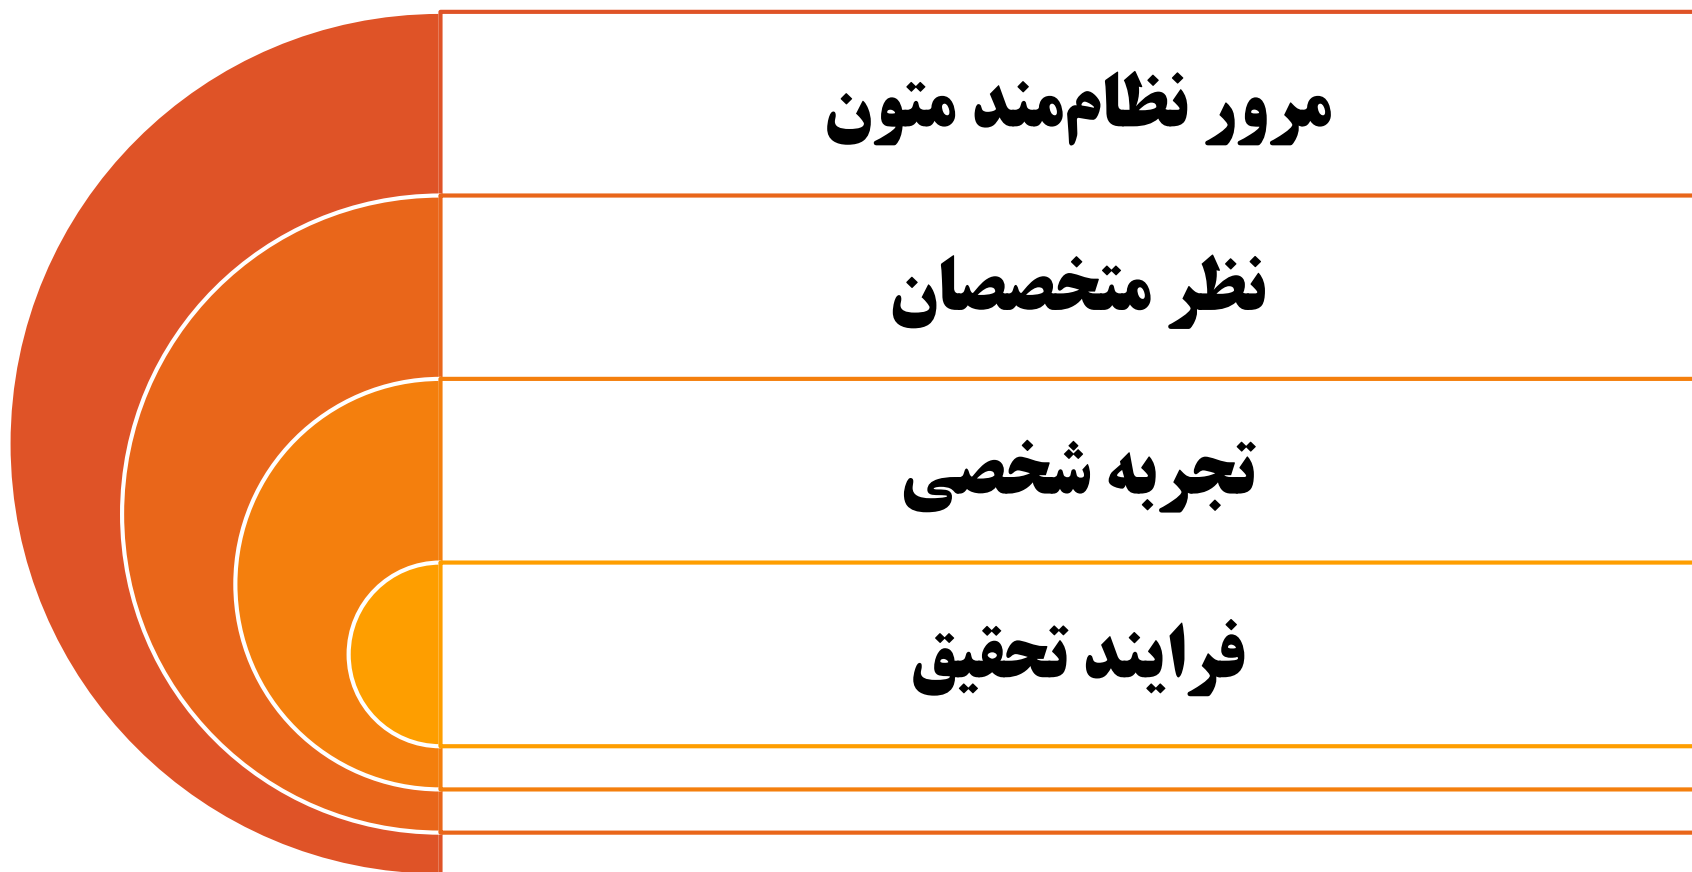 مرور نظام‌مند متون
نظر متخصصان
تجربه شخصی
فرایند تحقیق